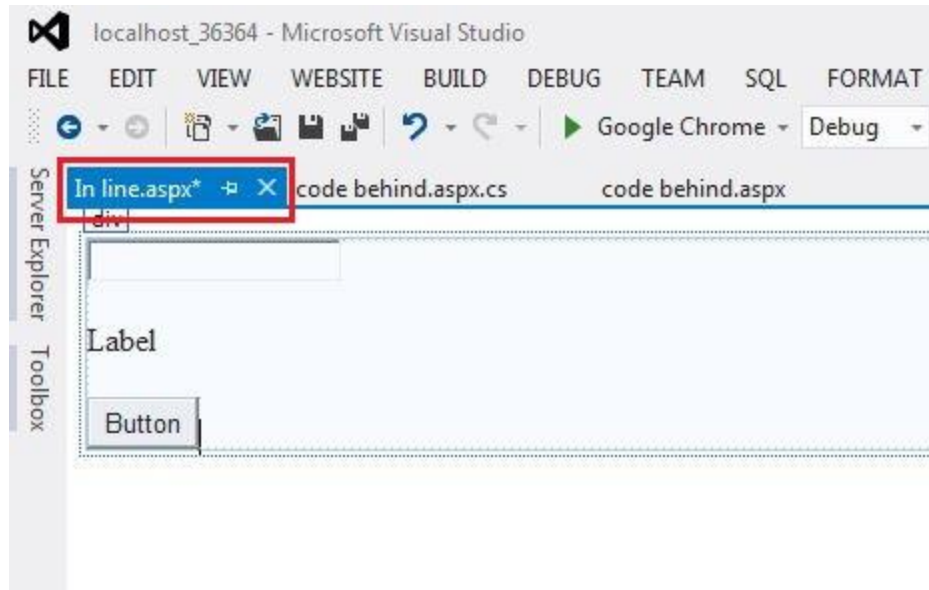 localhost_36364 - Microsoft Visual Studio
FILE EDIT VIEW WEBSITE BUILD DEBUG TEAM SQL FORMAT
Google Chrome Debug
In line.aspx* code behind.aspx.cs code behind.aspx
div
Server Explorer
Toolbox
Label
Button